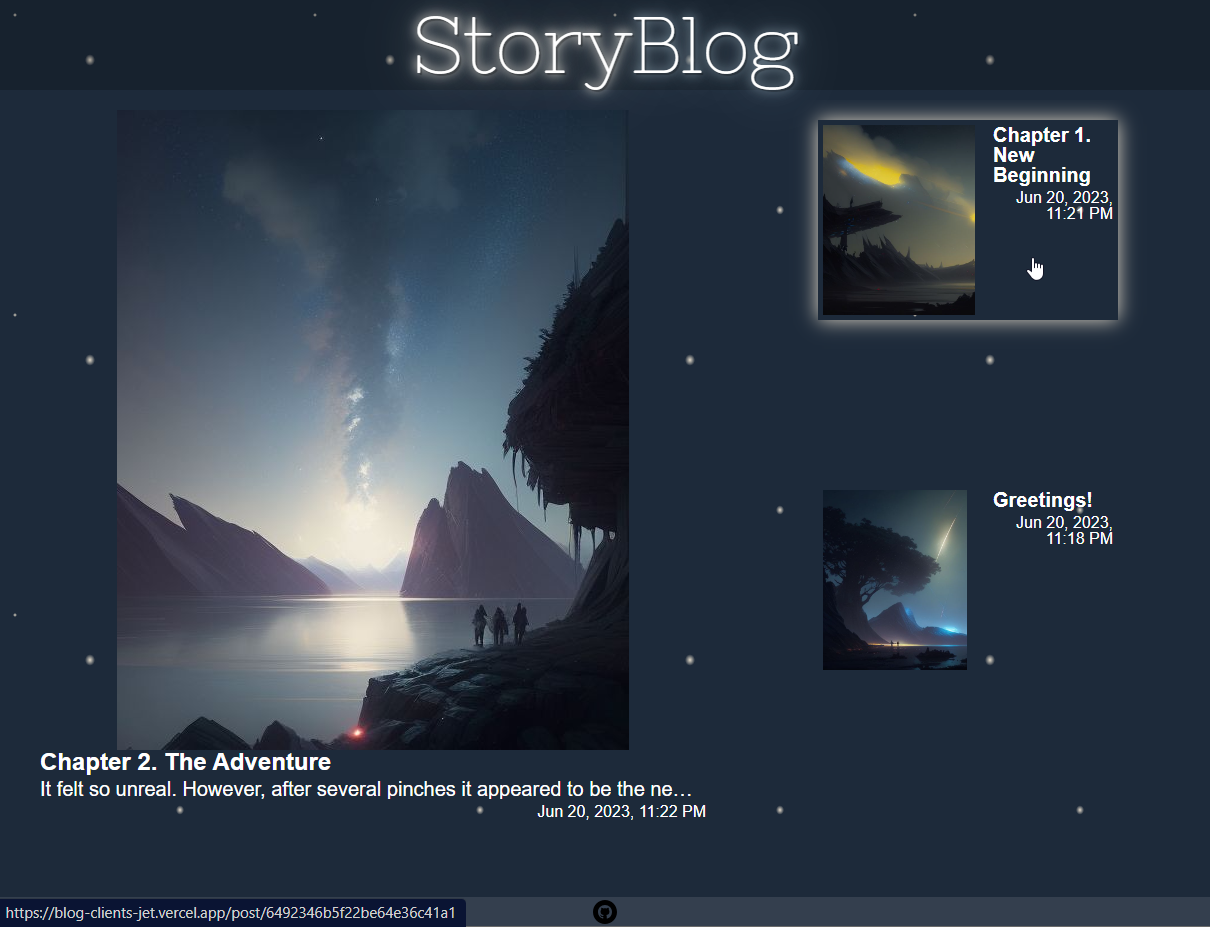 StoryBlog
Chapter 1.
New
Beginning
Jun 20, 2023,
11:21 PM
Greetings!
Jun 20, 2023,
11:18 PM
Chapter 2. The Adventure
It felt so unreal. However, after several pinches it appeared to be the ne…
Jun 20, 2023, 11:22 PM
https://blog-clients-jet.vercel.app/post/6492346b5f22be64e36c41a1